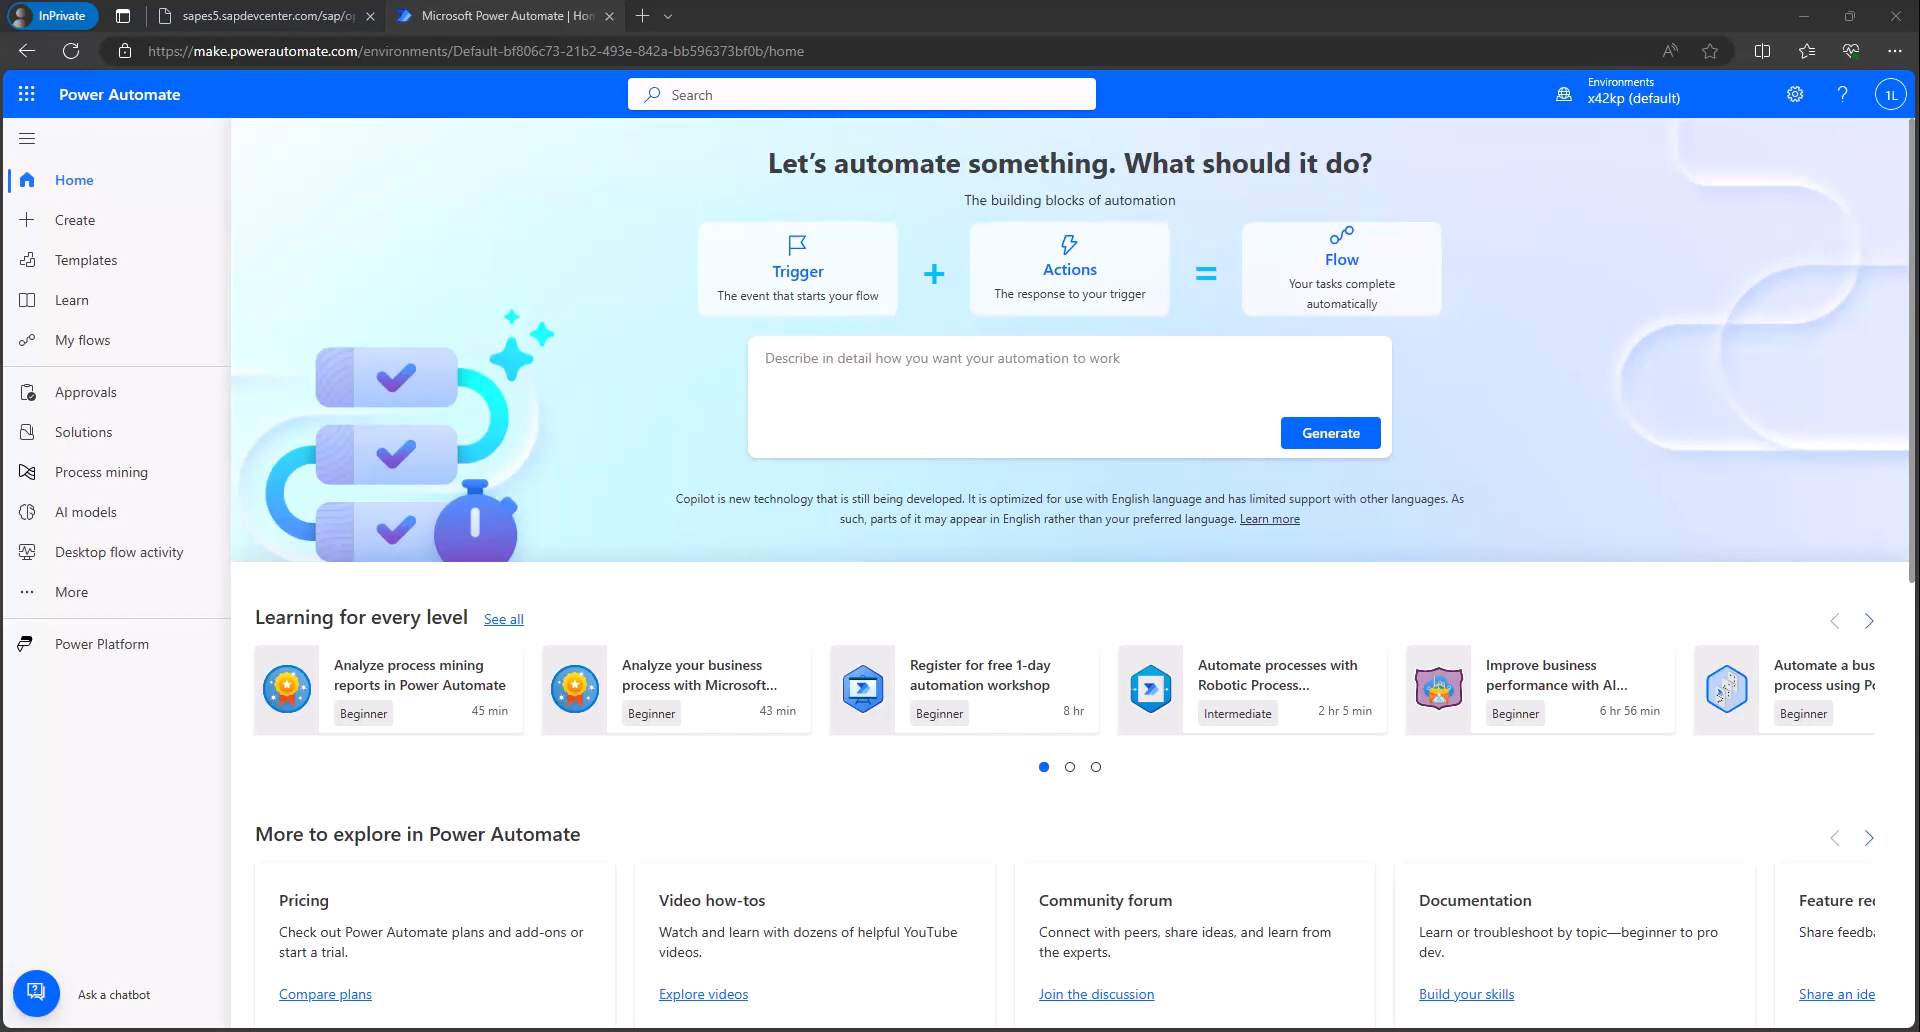 InPrivate
sapes5.sapdevcenter.com/sap/o
Microsoft Power Automate | Hon
https://make.powerautomate.com/environments/Default-bf806c73-21b2-493e-842a-bb596373bf0b/home
Power Automate
Search
Environments
x42kp (default)
1L
Home
Create
Templates
Learn
My flows
Approvals
Solutions
Process mining
AI models
Desktop flow activity
More
Power Platform
Ask a chatbot
Let's automate something. What should it do?
The building blocks of automation
Trigger
The event that starts your flow
+
Actions
The response to your trigger
=
Flow
Your tasks complete
automatically
Describe in detail how you want your automation to work
Generate
Copilot is new technology that is still being developed. It is optimized for use with English language and has limited support with other languages. As
such, parts of it may appear in English rather than your preferred language. Learn more
Learning for every level See all
Analyze process mining
reports in Power Automate
Beginner 45 min
Analyze your business
process with Microsoft...
Beginner 43 min
Register for free 1-day
automation workshop
Beginner 8 hr
Automate processes with
Robotic Process...
Intermediate 2 hr 5 min
Improve business
performance with AI...
Beginner 6 hr 56 min
Automate a bus
process using Po
Beginner
More to explore in Power Automate
Pricing
Check out Power Automate plans and add-ons or
start a trial.
Compare plans
Video how-tos
Watch and learn with dozens of helpful YouTube
videos.
Explore videos
Community forum
Connect with peers, share ideas, and learn from
the experts.
Join the discussion
Documentation
Learn or troubleshoot by topic—beginner to pro
dev.
Build your skills
Feature rec
Share feedba
Share an ide